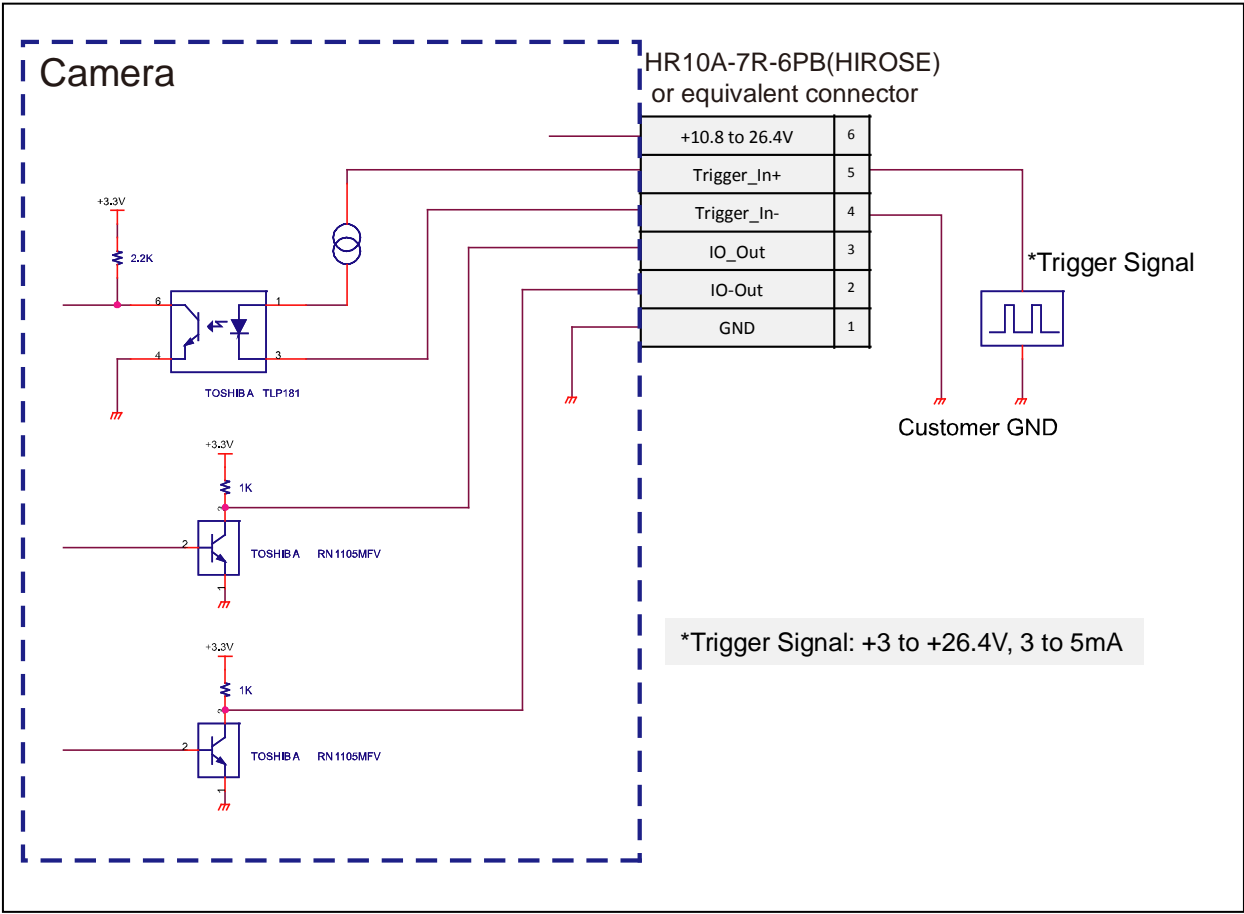 Camera
HR10A-7R-6PB(HIROSE)
or equivalent connector
+10.8 to 26.4V 6
Trigger_In+ 5
Trigger_In- 4
IO_Out 3
IO-Out 2
GND 1
+3.3V
2.2K
6
1
4
3
TOSHIBA TLP181
*Trigger Signal
Customer GND
+3.3V
1K
3
2
TOSHIBA RN1105MFV
1
*Trigger Signal: +3 to +26.4V, 3 to 5mA
+3.3V
1K
3
2
TOSHIBA RN1105MFV
1